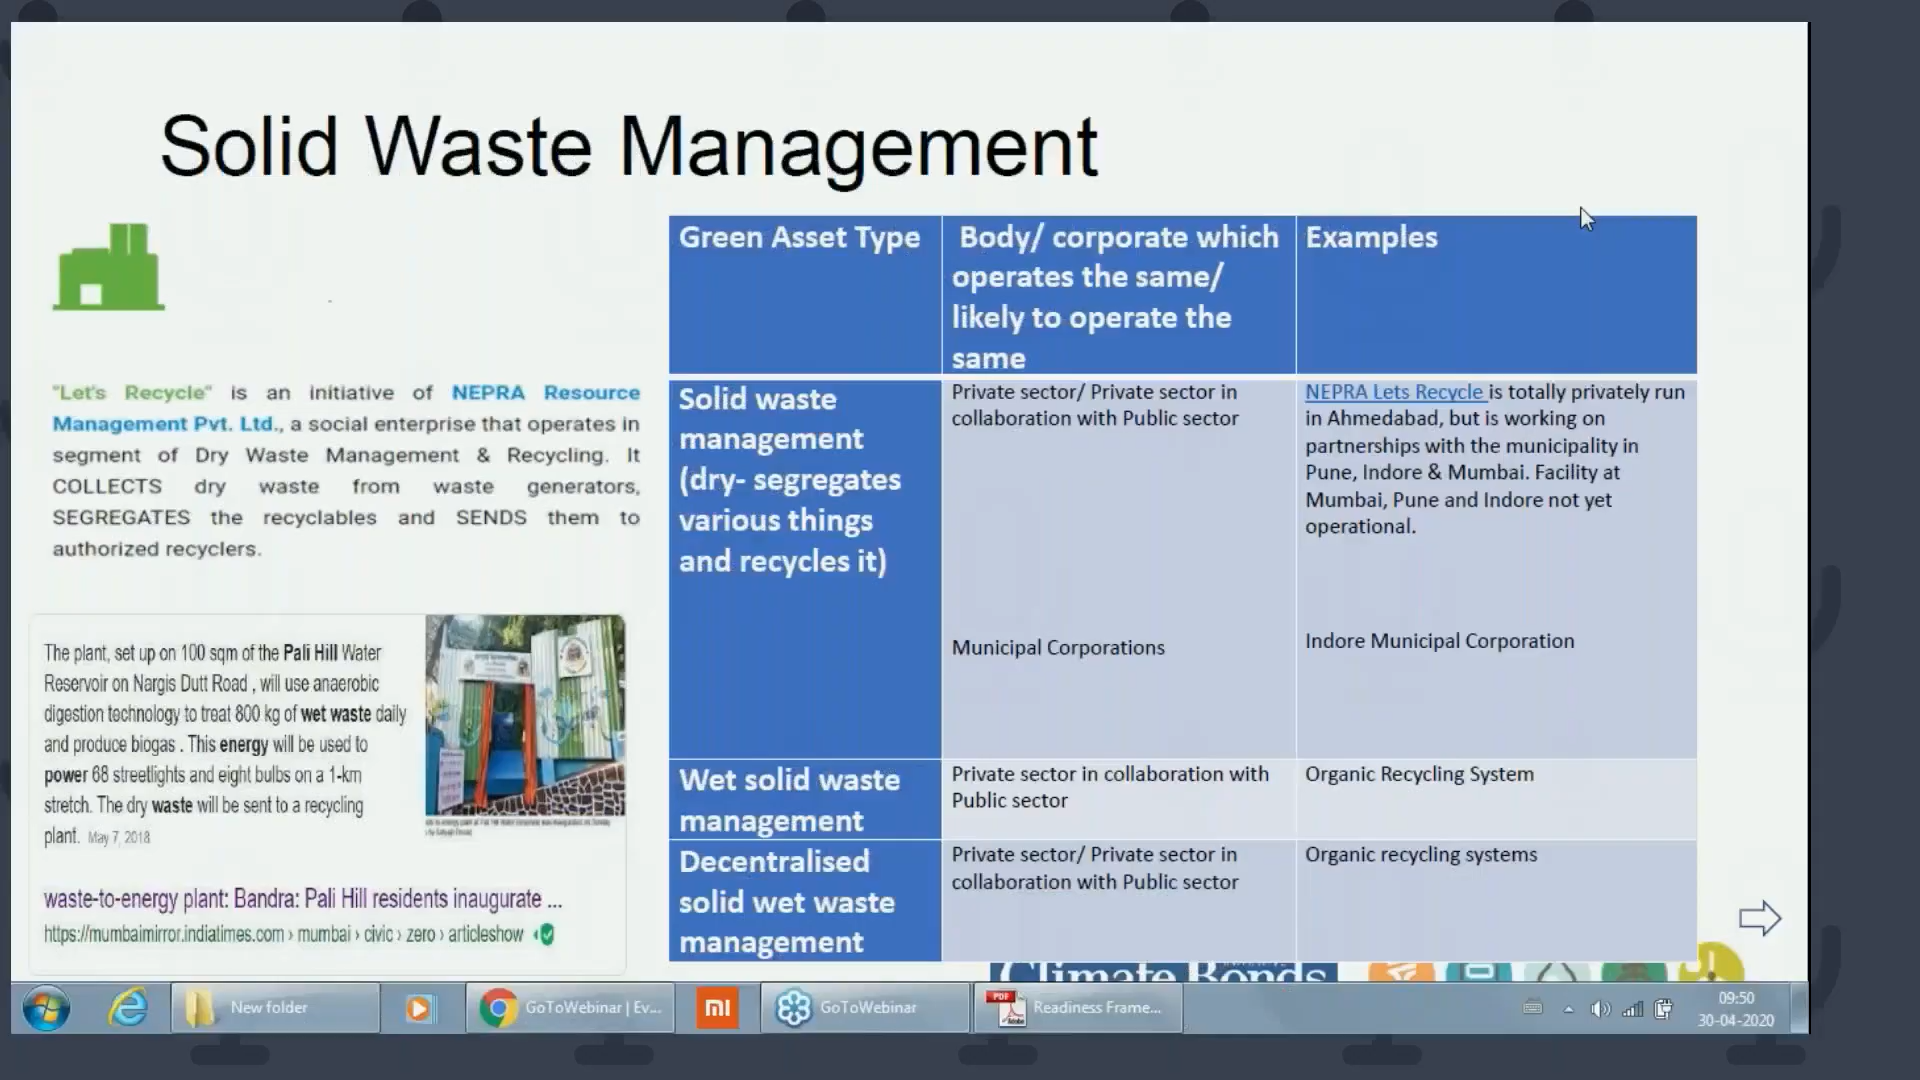 Solid Waste Management
"Let's Recycle" is an initiative of NEPRA Resource
Management Pvt. Ltd., a social enterprise that operates in
segment of Dry Waste Management & Recycling. It
COLLECTS dry waste from waste generators,
SEGREGATES the recyclables and SENDS them to
authorized recyclers.
The plant, set up on 100 sqm of the Pali Hill Water
Reservoir on Nargis Dutt Road , will use anaerobic
digestion technology to treat 800 kg of wet waste daily
and produce biogas . This energy will be used to
power 68 streetlights and eight bulbs on a 1-km
stretch. The dry waste will be sent to a recycling
plant. May 7, 2018
waste-to-energy plant: Bandra: Pali Hill residents inaugurate ...
https://mumbaimirror.indiatimes.com › mumbai › civic › zero › articleshow
Green Asset Type
Body/ corporate which
operates the same/
likely to operate the
same
Examples
Solid waste
management
(dry- segregates
various things
and recycles it)
Private sector/ Private sector in
collaboration with Public sector
NEPRA Lets Recycle is totally privately run
in Ahmedabad, but is working on
partnerships with the municipality in
Pune, Indore & Mumbai. Facility at
Mumbai, Pune and Indore not yet
operational.
Municipal Corporations
Indore Municipal Corporation
Wet solid waste
management
Private sector in collaboration with
Public sector
Organic Recycling System
Decentralised
solid wet waste
management
Private sector/ Private sector in
collaboration with Public sector
Organic recycling systems
Climate Bonds
New folder
GoToWebinar | Ev...
mi
GoToWebinar
PDF
Adobe
Readiness Frame...
09:50
30-04-2020